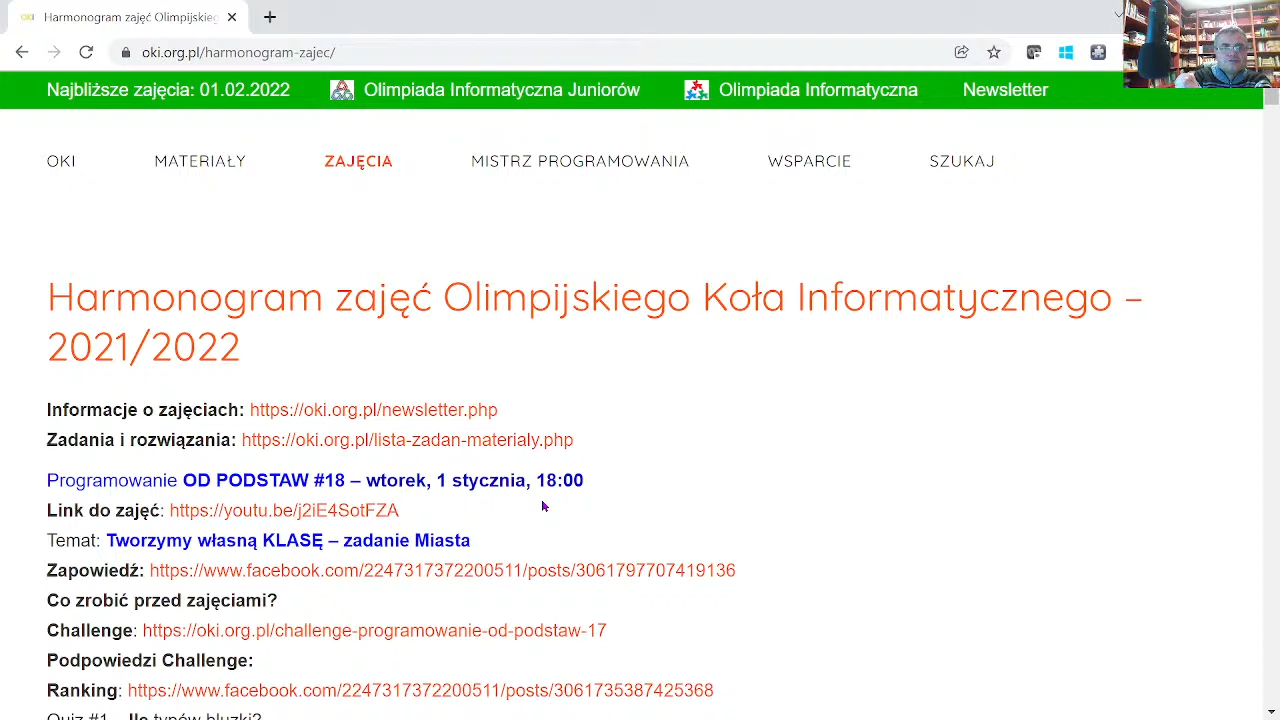 Harmonogram zajęć Olimpijskieg
oki.org.pl/harmonogram-zajec/
Najbliższe zajęcia: 01.02.2022 Olimpiada Informatyczna Juniorów Olimpiada Informatyczna Newsletter
OKI MATERIAŁY ZAJĘCIA MISTRZ PROGRAMOWANIA WSPARCIE SZUKAJ
Harmonogram zajęć Olimpijskiego Koła Informatycznego –
2021/2022
Informacje o zajęciach: https://oki.org.pl/newsletter.php
Zadania i rozwiązania: https://oki.org.pl/lista-zadan-materialy.php
Programowanie OD PODSTAW #18 – wtorek, 1 stycznia, 18:00
Link do zajęć: https://youtu.be/j2iE4SotFZA
Temat: Tworzymy własną KLASĘ – zadanie Miasta
Zapowiedź: https://www.facebook.com/2247317372200511/posts/3061797707419136
Co zrobić przed zajęciami?
Challenge: https://oki.org.pl/challenge-programowanie-od-podstaw-17
Podpowiedzi Challenge:
Ranking: https://www.facebook.com/2247317372200511/posts/3061735387425368
Quiz #1 – Ile typów bluzki?